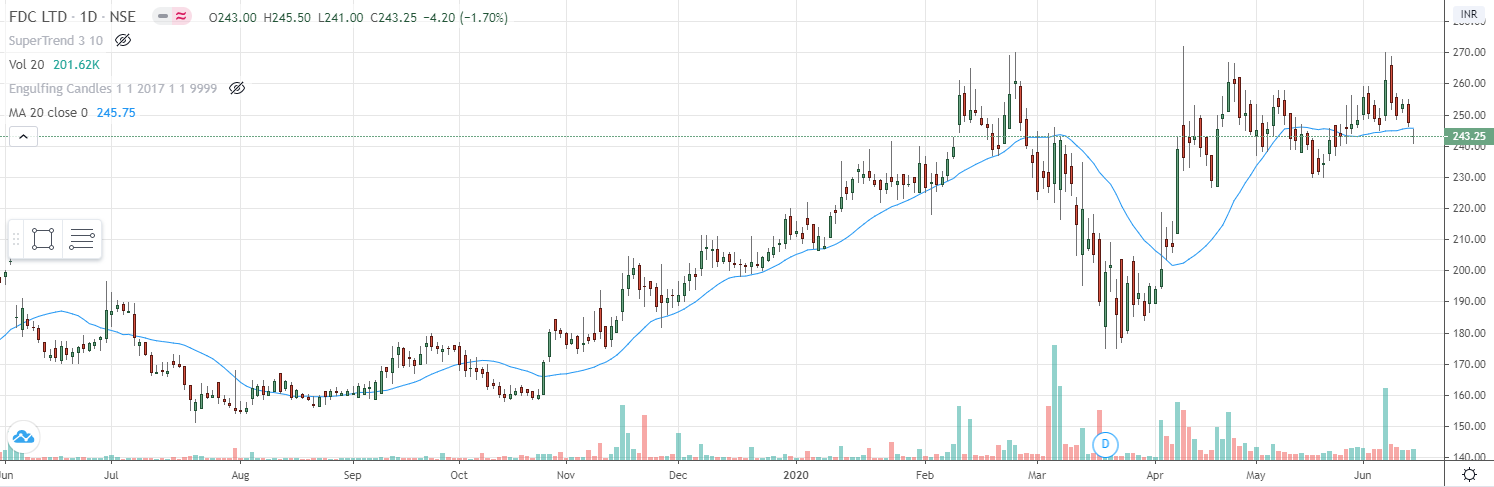 FDC LTD · 1D · NSE O243.00 H245.50 L241.00 C243.25 −4.20 (−1.70%)
INR
SuperTrend 3 10
Vol 20 201.62K
Engulfing Candles 1 1 2017 1 1 9999
MA 20 close 0 245.75
270.00
260.00
250.00
243.25
240.00
230.00
220.00
210.00
200.00
190.00
180.00
170.00
160.00
150.00
140.00
D
Jun Jul Aug Sep Oct Nov Dec 2020 Feb Mar Apr May Jun